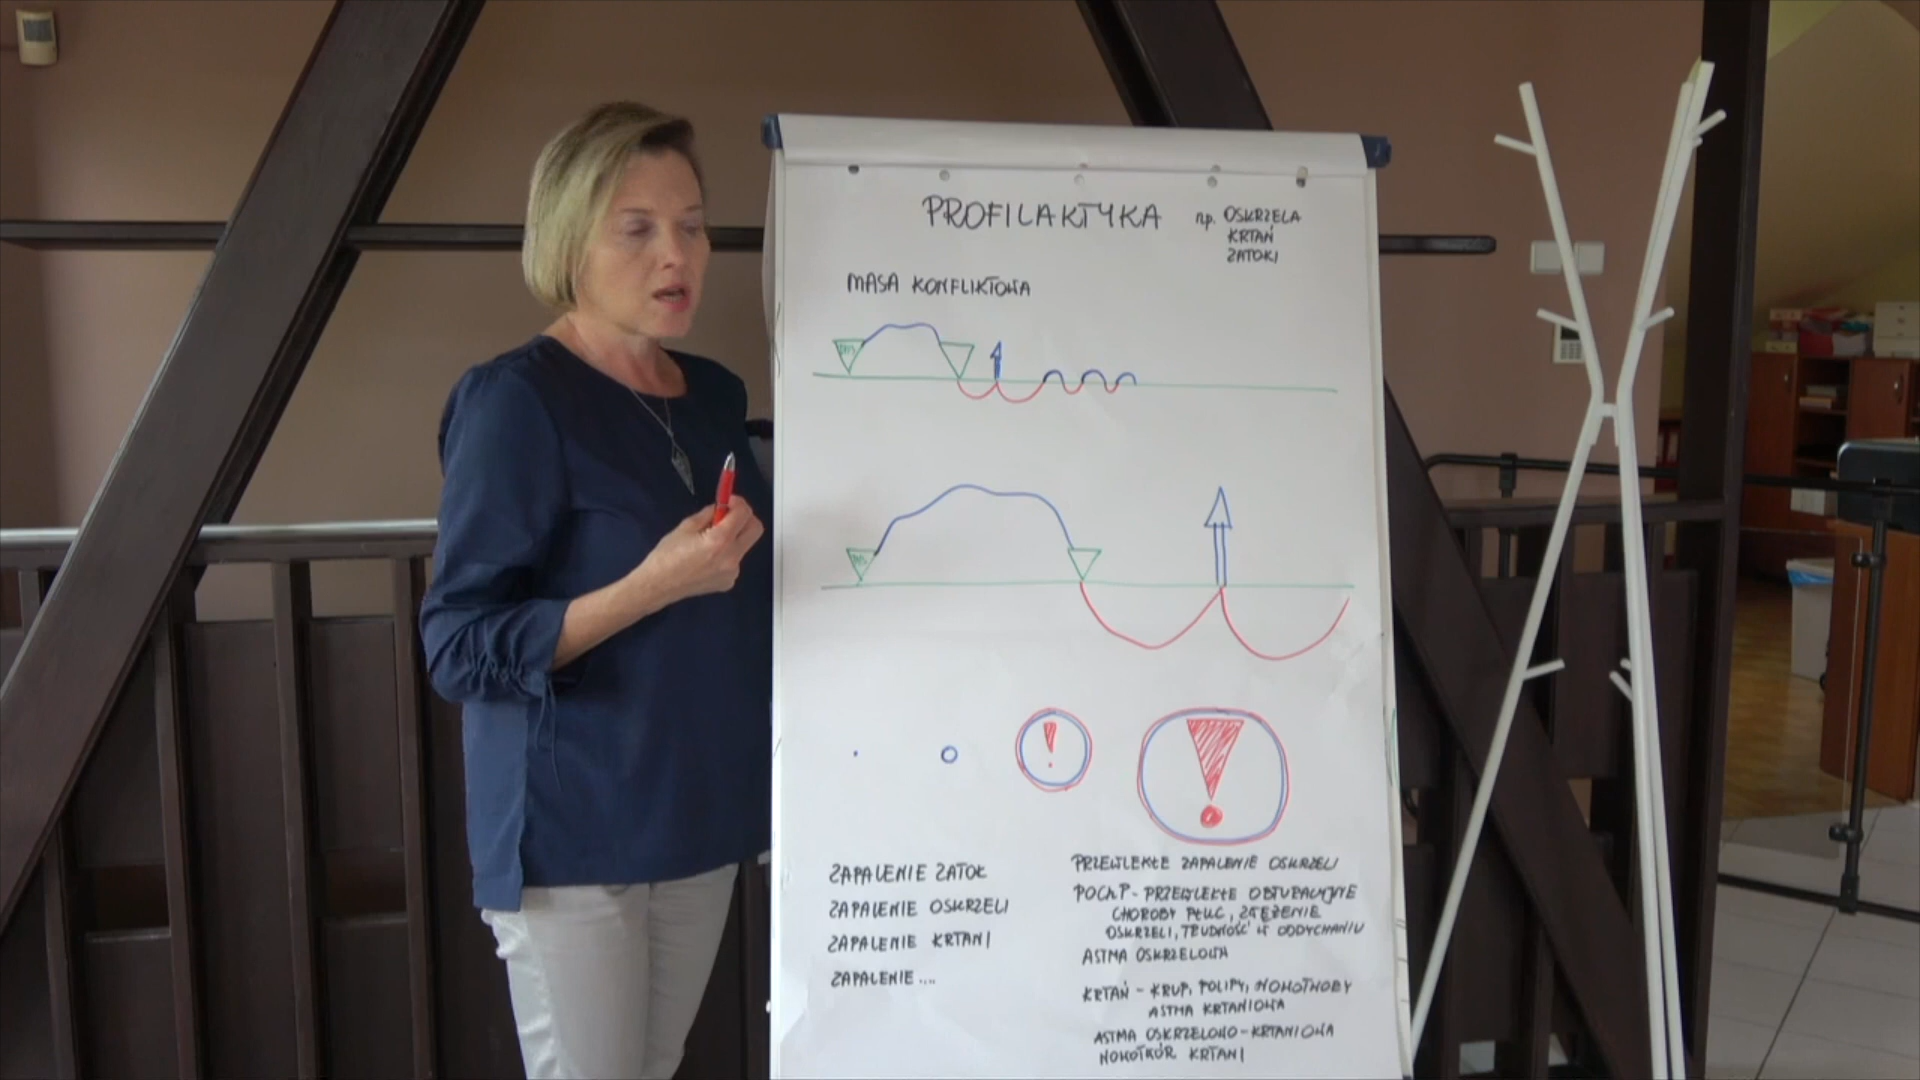 PROFILAKTYKA
np. OSKRZELA
KRTAŃ
ZATOKI
MASA KONFLIKTOWA
DHS
DHS
!
!
ZAPALENIE ZATOK
ZAPALENIE OSKRZELI
ZAPALENIE KRTANI
ZAPALENIE ....
PRZEWLEKŁE ZAPALENIE OSKRZELI
POChP - PRZEWLEKŁE OBTURACYJNE
CHOROBY PŁUC, ZWĘŻENIE
OSKRZELI, TRUDNOŚĆ W ODDYCHANIU
ASTMA OSKRZELOWA
KRTAŃ - KRUP, POLIPY, NOWOTWORY
ASTMA KRTANIOWA
ASTMA OSKRZELOWO-KRTANIOWA
NOWOTWÓR KRTANI